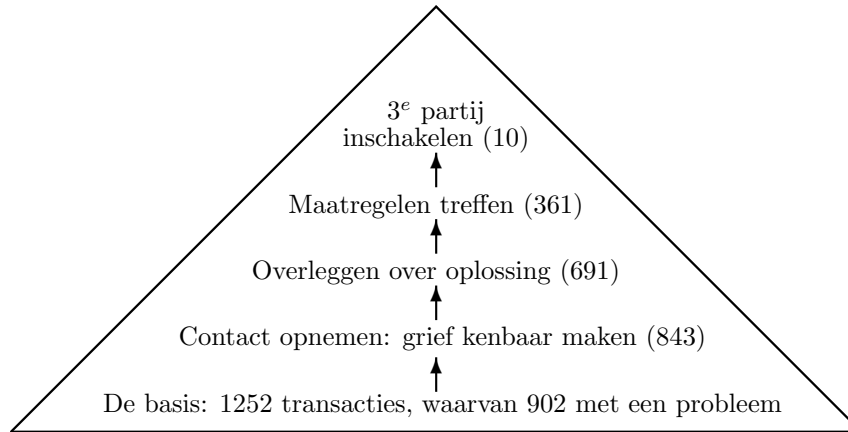 3ᵉ partij
inschakelen (10)
Maatregelen treffen (361)
Overleggen over oplossing (691)
Contact opnemen: grief kenbaar maken (843)
De basis: 1252 transacties, waarvan 902 met een probleem